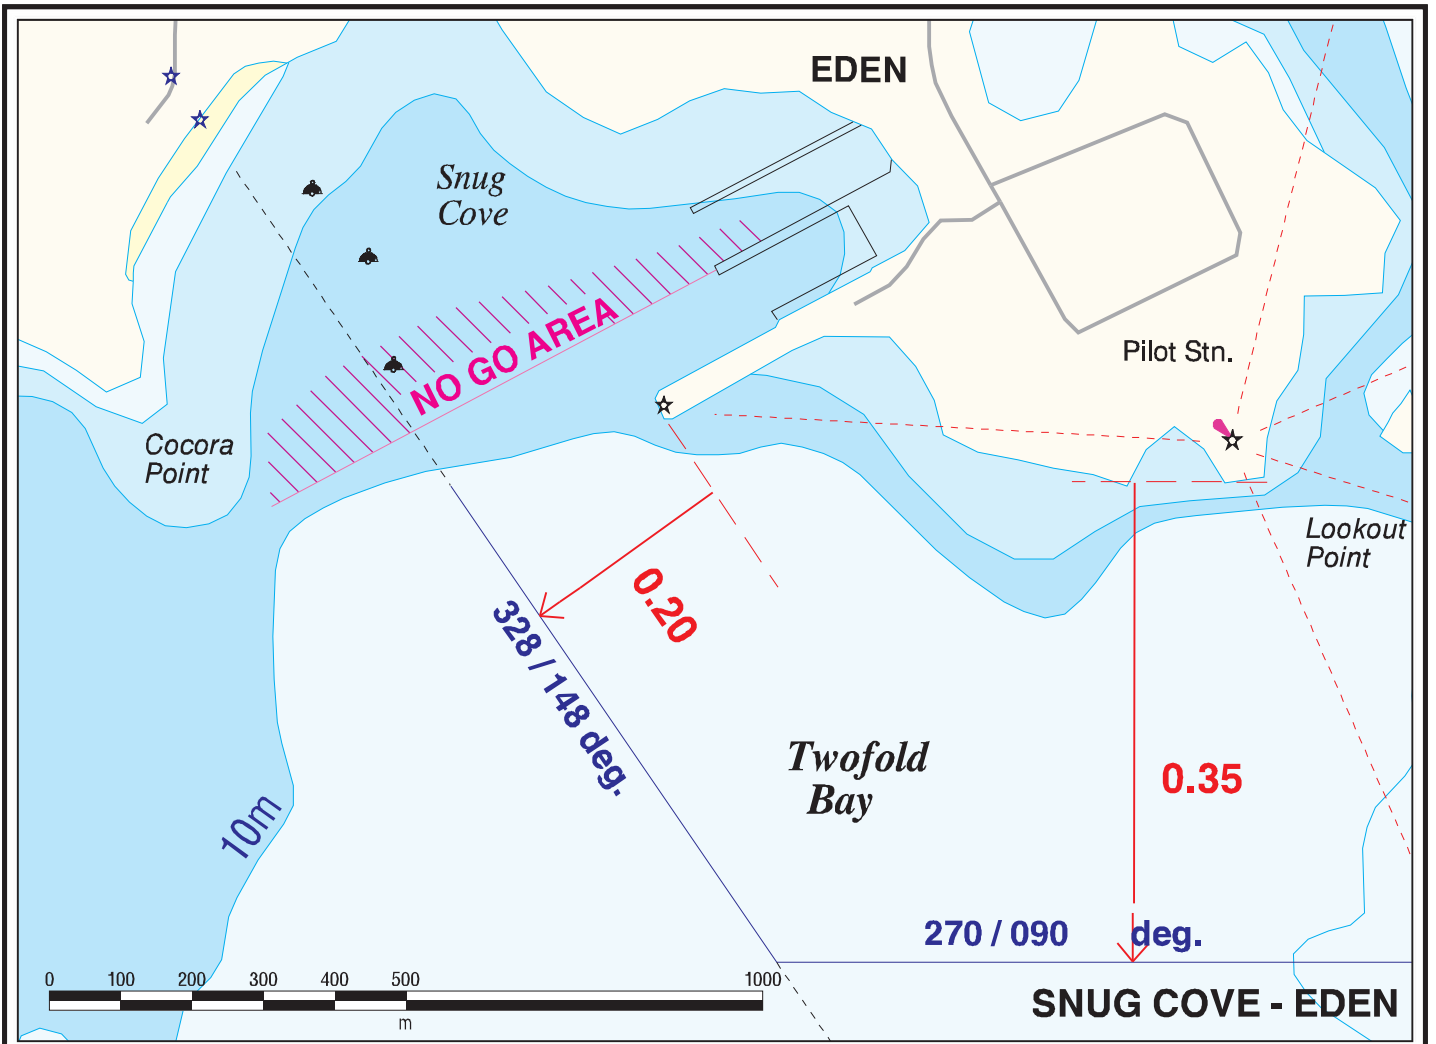 EDEN
Snug
Cove
NO GO AREA
Pilot Stn.
Cocora
Point
Lookout
Point
0.20
328 / 148 deg.
Twofold
Bay
0.35
10m
270 / 090 deg.
0 100 200 300 400 500 1000
m
SNUG COVE - EDEN